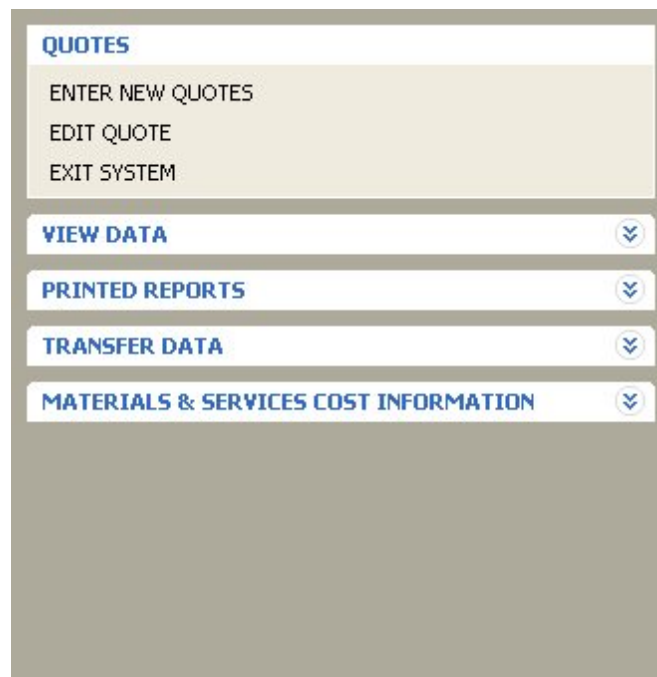 QUOTES
ENTER NEW QUOTES
EDIT QUOTE
EXIT SYSTEM
VIEW DATA
PRINTED REPORTS
TRANSFER DATA
MATERIALS & SERVICES COST INFORMATION